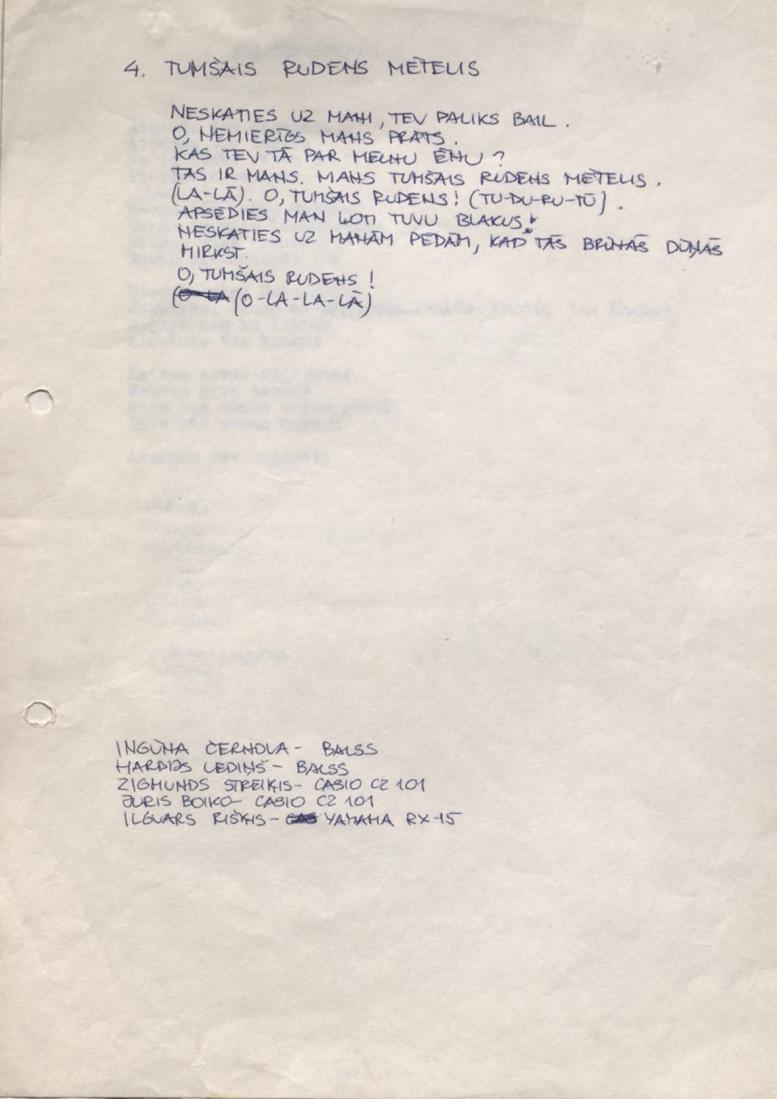 4. TUMŠAIS RUDENS MĒTELIS
NESKATIES UZ MANI, TEV PALIKS BAIL.
O, NEMIERĪGS MANS PRĀTS.
KAS TEV TĀ PAR MELNU ĒNU?
TAS IR MANS. MANS TUMŠAIS RUDENS MĒTELIS.
(LA-LĀ). O, TUMŠAIS RUDENS! (TU-DU-RU-TŪ).
APSĒDIES MAN ĻOTI TUVU BLAKUS!
NESKATIES UZ MANĀM PĒDĀM, KAD TĀS BRŪNĀS DŪŅĀS
MIRKST.
O, TUMŠAIS RUDENS!
(O-LA-LA-LĀ)
INGŪNA ČERNOVA - BALSS
HARDIJS LEDIŅŠ - BALSS
ZIGMUNDS STREIĶIS - CASIO CZ 101
JURIS BOIKO - CASIO CZ 101
ILGVARS RIŠĶIS - YAMAHA RX-15